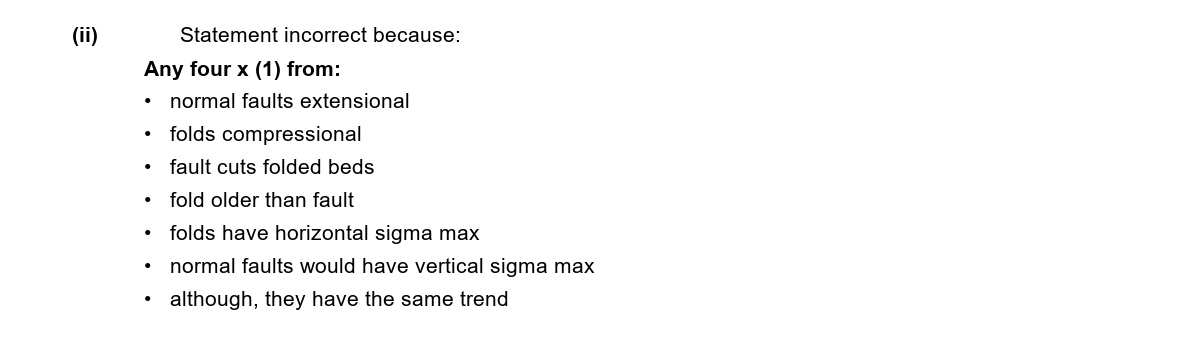 (ii) Statement incorrect because:
Any four x (1) from:
• normal faults extensional
• folds compressional
• fault cuts folded beds
• fold older than fault
• folds have horizontal sigma max
• normal faults would have vertical sigma max
• although, they have the same trend